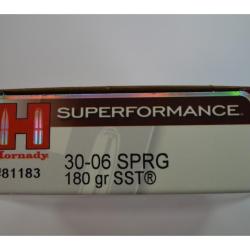 H
Hornady
SUPERFORMANCE
30-06 SPRG
#81183
180 gr SST®